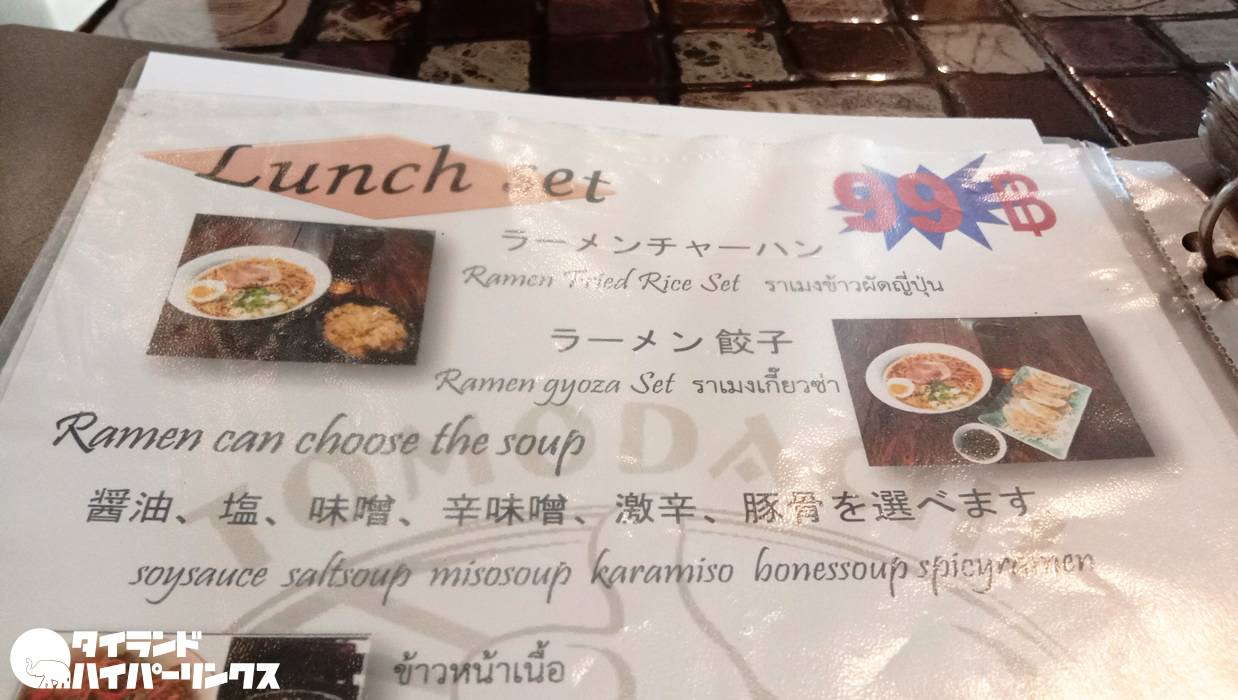 Lunch set
99 ฿
ラーメンチャーハン
Ramen Fried Rice Set ราเมงข้าวผัดญี่ปุ่น
ラーメン 餃子
Ramen gyoza Set ราเมงเกี๊ยวซ่า
Ramen can choose the soup
TOMODA
醤油、塩、味噌、辛味噌、激辛、豚骨を選べます
soysauce saltsoup misosoup karamiso bonessoup spicyramen
ข้าวหน้าเนื้อ
タイランド
ハイパーリンクス